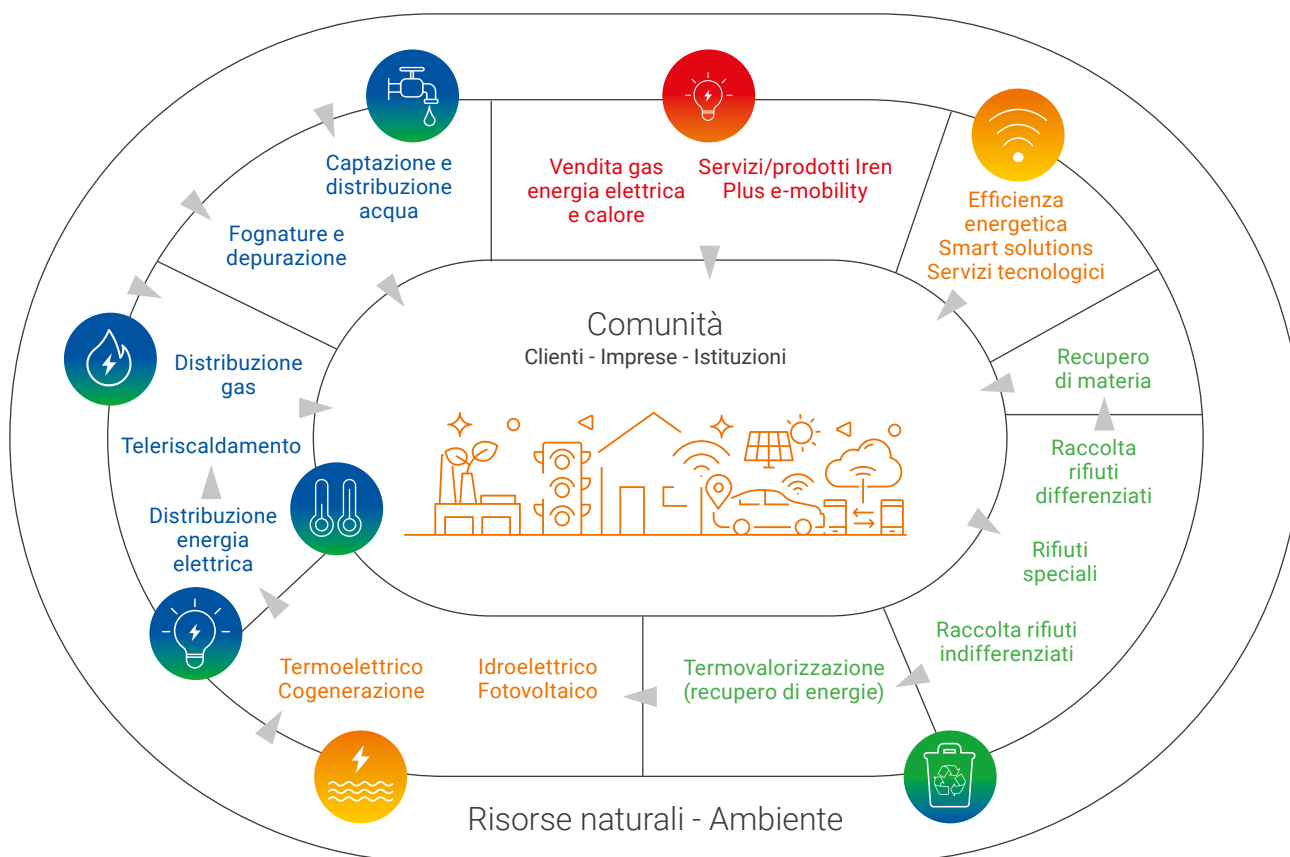 Captazione e
distribuzione
acqua
Fognature e
depurazione
Vendita gas
energia elettrica
e calore
Servizi/prodotti Iren
Plus e-mobility
Efficienza
energetica
Smart solutions
Servizi tecnologici
Comunità
Clienti - Imprese - Istituzioni
Distribuzione
gas
Teleriscaldamento
Distribuzione
energia
elettrica
Recupero
di materia
Raccolta
rifiuti
differenziati
Rifiuti
speciali
Raccolta rifiuti
indifferenziati
Termovalorizzazione
(recupero di energie)
Idroelettrico
Fotovoltaico
Termoelettrico
Cogenerazione
Risorse naturali - Ambiente